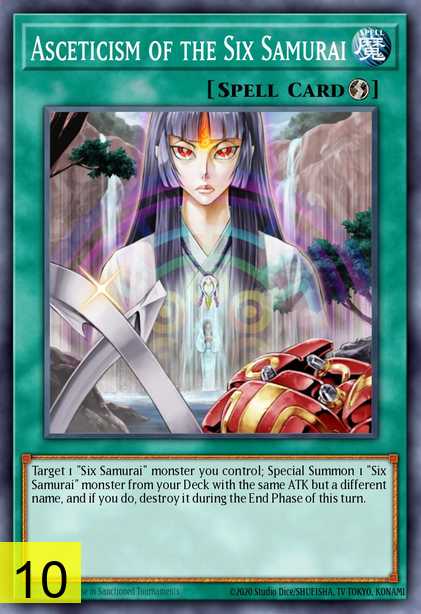 ASCETICISM OF THE SIX SAMURAI
SPELL
魔
[SPELL CARD]
Target 1 "Six Samurai" monster you control; Special Summon 1 "Six
Samurai" monster from your Deck with the same ATK but a different
name, and if you do, destroy it during the End Phase of this turn.
10
in Sanctioned Tournaments
©2020 Studio Dice/SHUEISHA, TV TOKYO, KONAMI